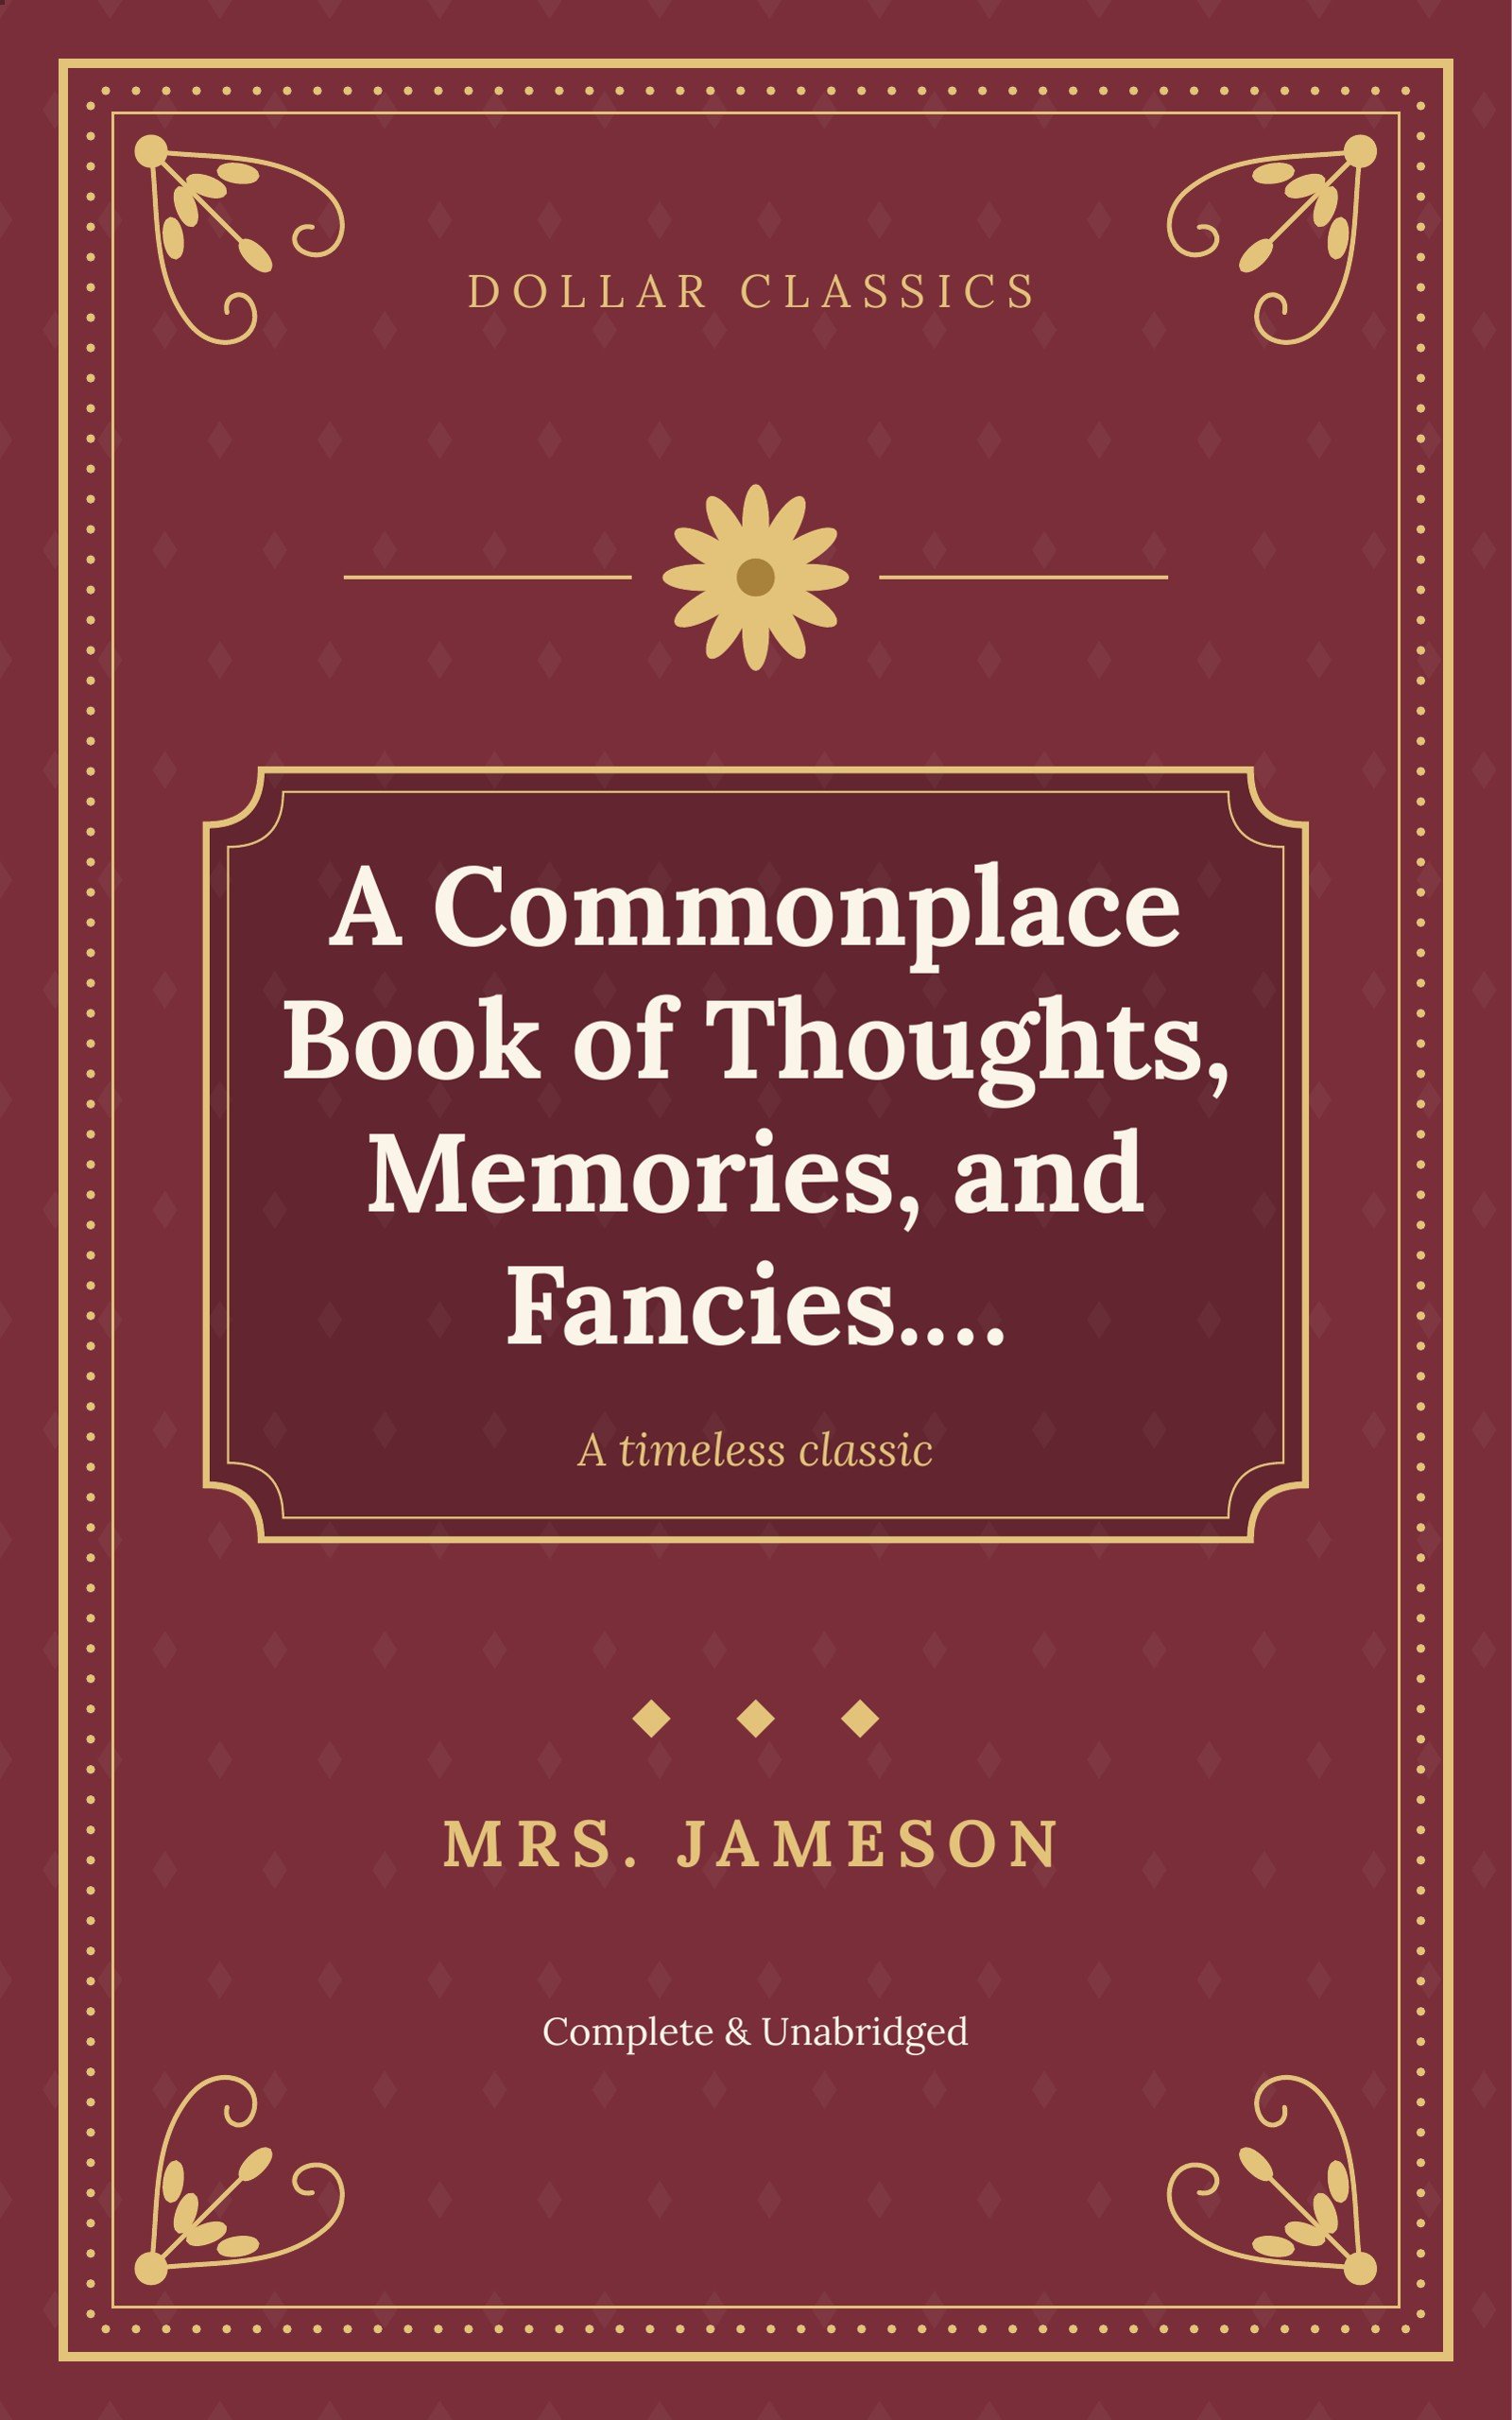 DOLLAR CLASSICS
A Commonplace
Book of Thoughts,
Memories, and
Fancies....
A timeless classic
MRS. JAMESON
Complete & Unabridged